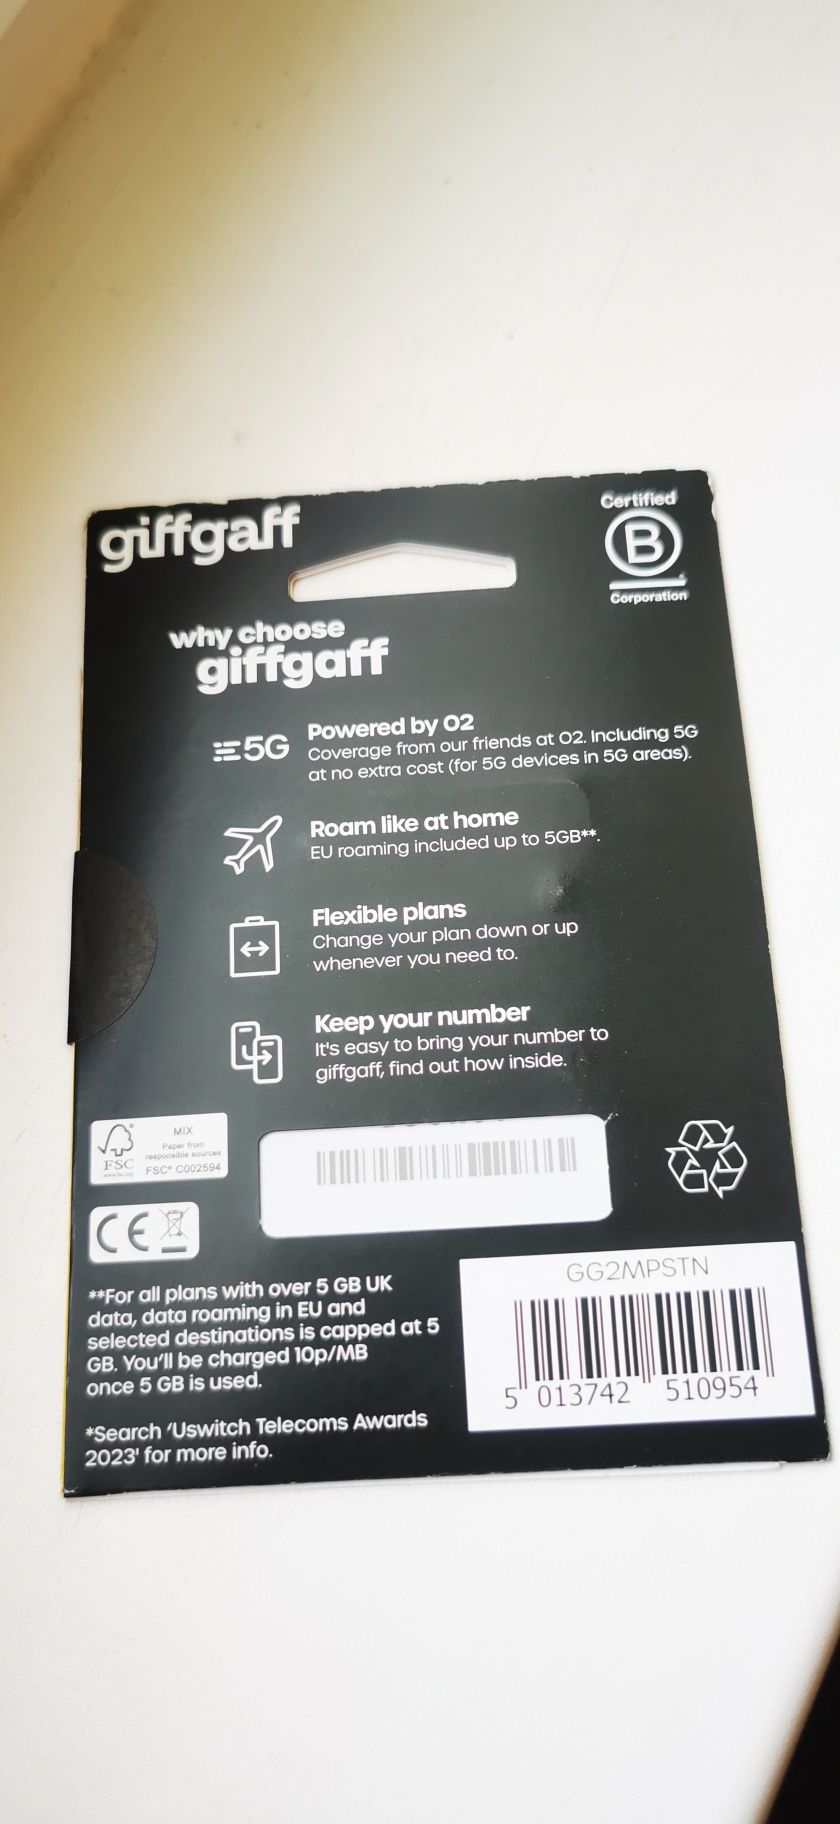 giffgaff
Certified
B
Corporation
why choose
giffgaff
5G
Powered by O2
Coverage from our friends at O2. Including 5G
at no extra cost (for 5G devices in 5G areas).
Roam like at home
EU roaming included up to 5GB**.
Flexible plans
Change your plan down or up
whenever you need to.
Keep your number
It's easy to bring your number to
giffgaff, find out how inside.
FSC
www.fsc.org
MIX
Paper from
responsible sources
FSC® C002594
CE
**For all plans with over 5 GB UK
data, data roaming in EU and
selected destinations is capped at 5
GB. You'll be charged 10p/MB
once 5 GB is used.
*Search 'Uswitch Telecoms Awards
2023' for more info.
GG2MPSTN
5 013742 510954